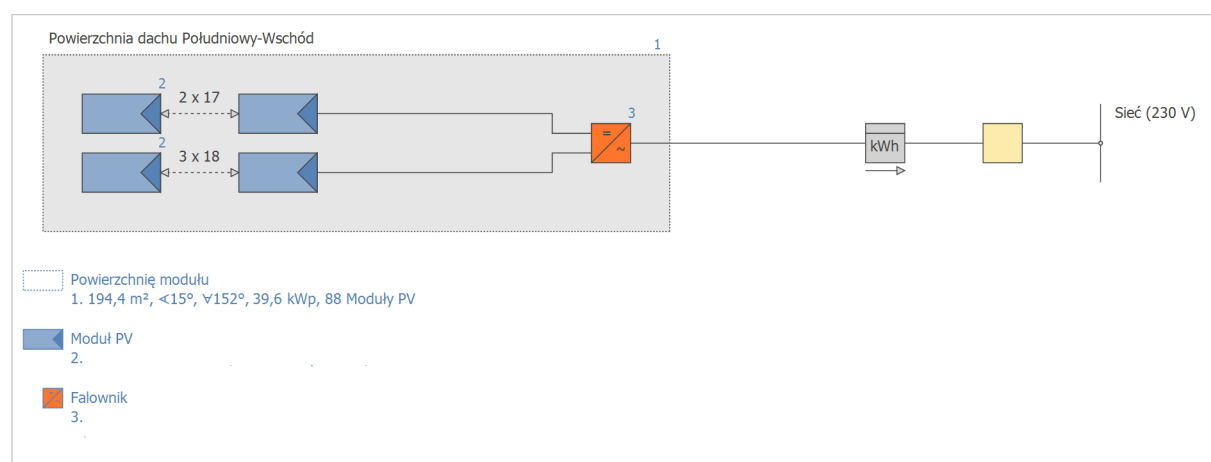 Powierzchnia dachu Południowy-Wschód
1
2
2 x 17
3
Sieć (230 V)
2
3 x 18
=
~
kWh
Powierzchnię modułu
1. 194,4 m², ∢15°, ∀152°, 39,6 kWp, 88 Moduły PV
Moduł PV
2.
Falownik
3.